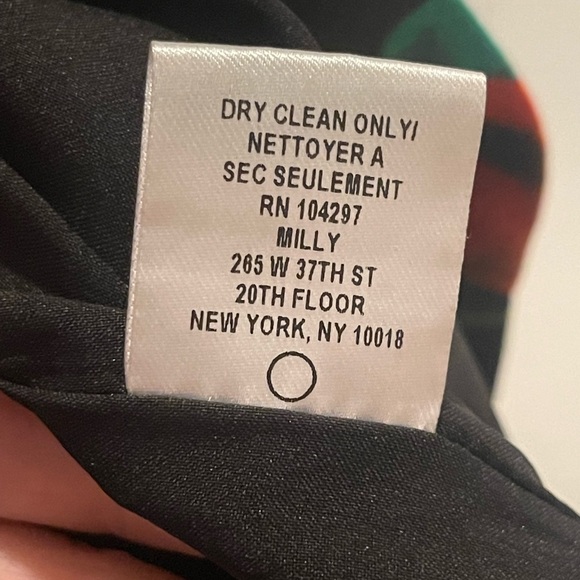 DRY CLEAN ONLY/
NETTOYER A
SEC SEULEMENT
RN 104297
MILLY
265 W 37TH ST
20TH FLOOR
NEW YORK, NY 10018